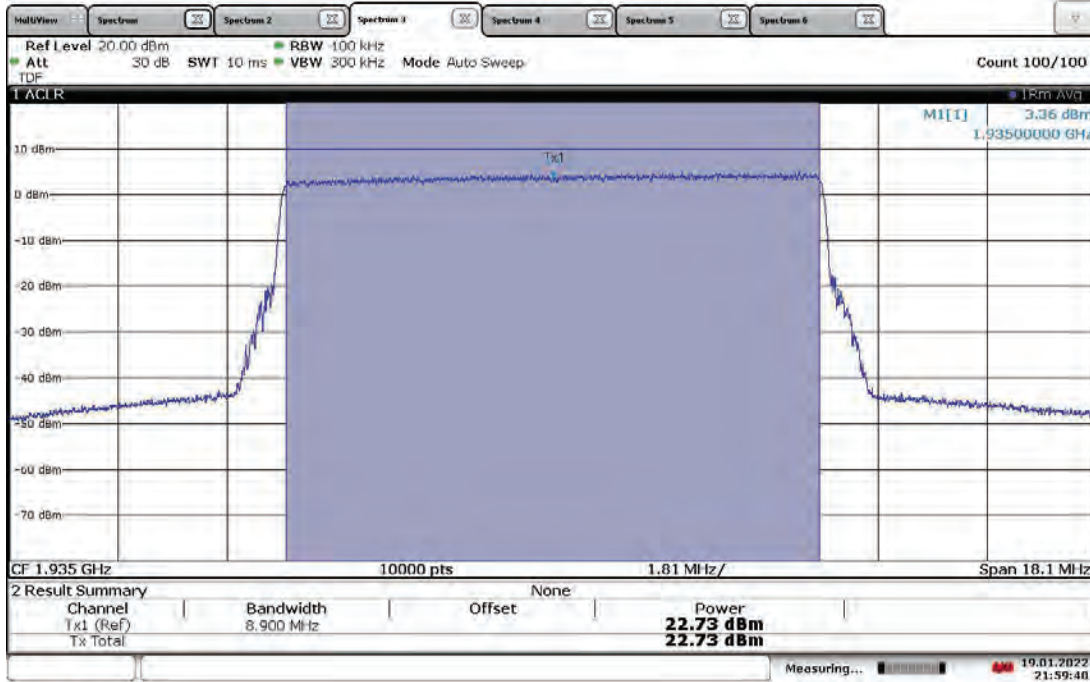 MultiView Spectrum Spectrum 2 Spectrum 3 Spectrum 4 Spectrum 5 Spectrum 6
Ref Level 20.00 dBm RBW 100 kHz
Att 30 dB SWT 10 ms VBW 300 kHz Mode Auto Sweep Count 100/100
TDF
1 ACLR 1Rm Avg
M1[1] 3.36 dBm
1.93500000 GHz
10 dBm
Tx1
0 dBm
-10 dBm
-20 dBm
-30 dBm
-40 dBm
-50 dBm
-60 dBm
-70 dBm
CF 1.935 GHz 10000 pts 1.81 MHz/ Span 18.1 MHz
2 Result Summary None
Channel Bandwidth Offset Power
Tx1 (Ref) 8.900 MHz 22.73 dBm
Tx Total 22.73 dBm
Measuring... 19.01.2022
21:59:40